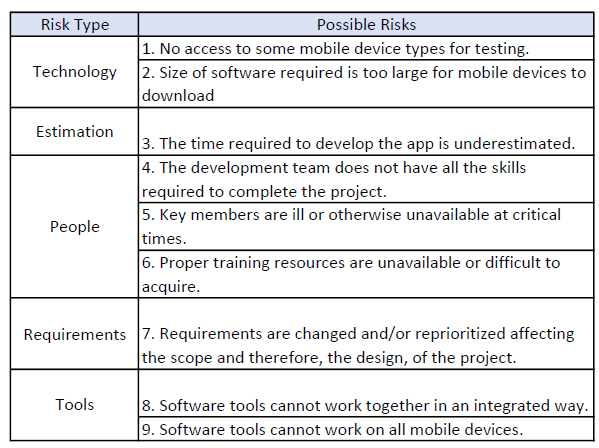 Risk Type Possible Risks
Technology
1. No access to some mobile device types for testing.
2. Size of software required is too large for mobile devices to
download
Estimation
3. The time required to develop the app is underestimated.
People
4. The development team does not have all the skills
required to complete the project.
5. Key members are ill or otherwise unavailable at critical
times.
6. Proper training resources are unavailable or difficult to
acquire.
Requirements
7. Requirements are changed and/or reprioritized affecting
the scope and therefore, the design, of the project.
Tools
8. Software tools cannot work together in an integrated way.
9. Software tools cannot work on all mobile devices.